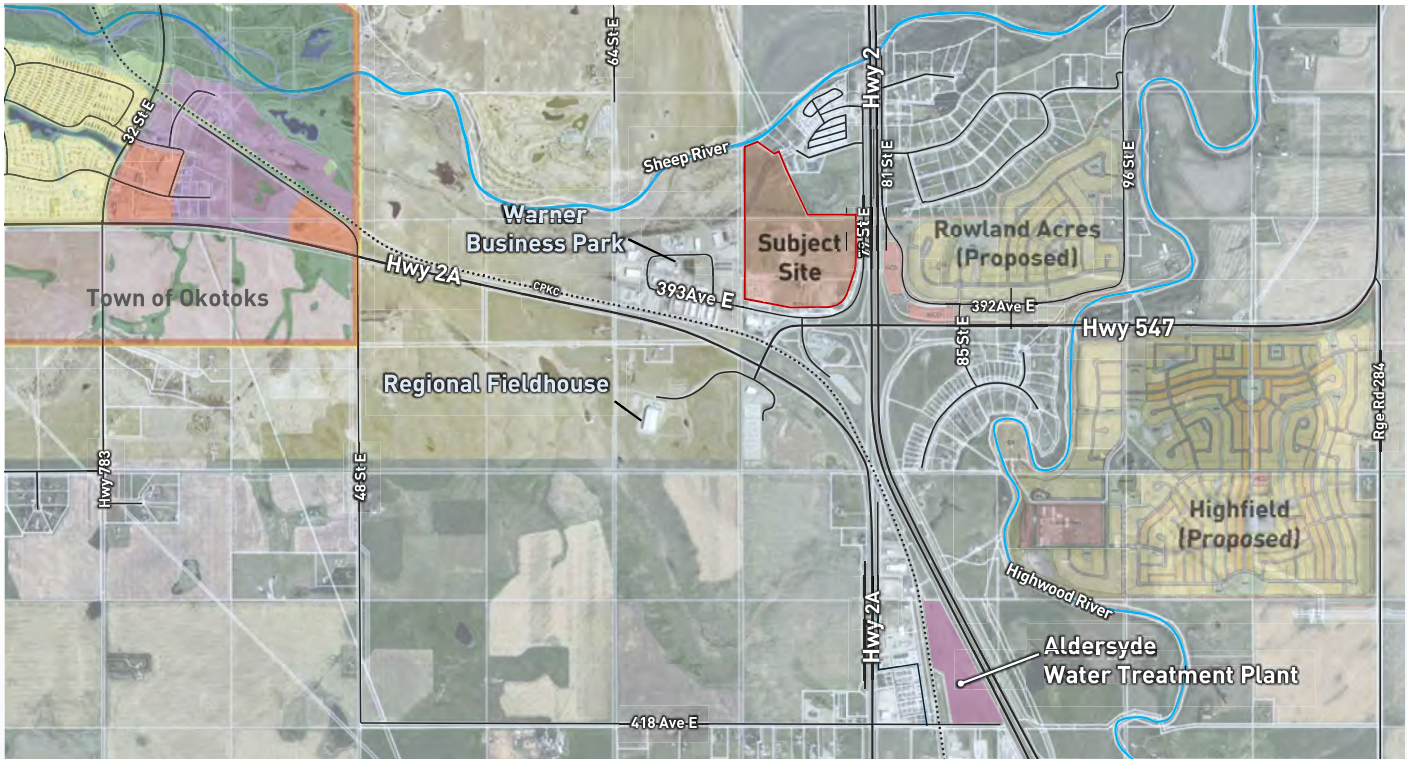 64 St E
Hwy 2
32 St E
Sheep River
81 St E
96 St E
Warner
Business Park
Subject
Site
Rowland Acres
(Proposed)
Hwy 2A
CPKC
393Ave E
392Ave E
Town of Okotoks
Hwy 547
85 St E
Regional Fieldhouse
Rge Rd 284
Hwy 783
48 St E
Highfield
(Proposed)
Highwood River
Hwy 2A
Aldersyde
Water Treatment Plant
418 Ave E